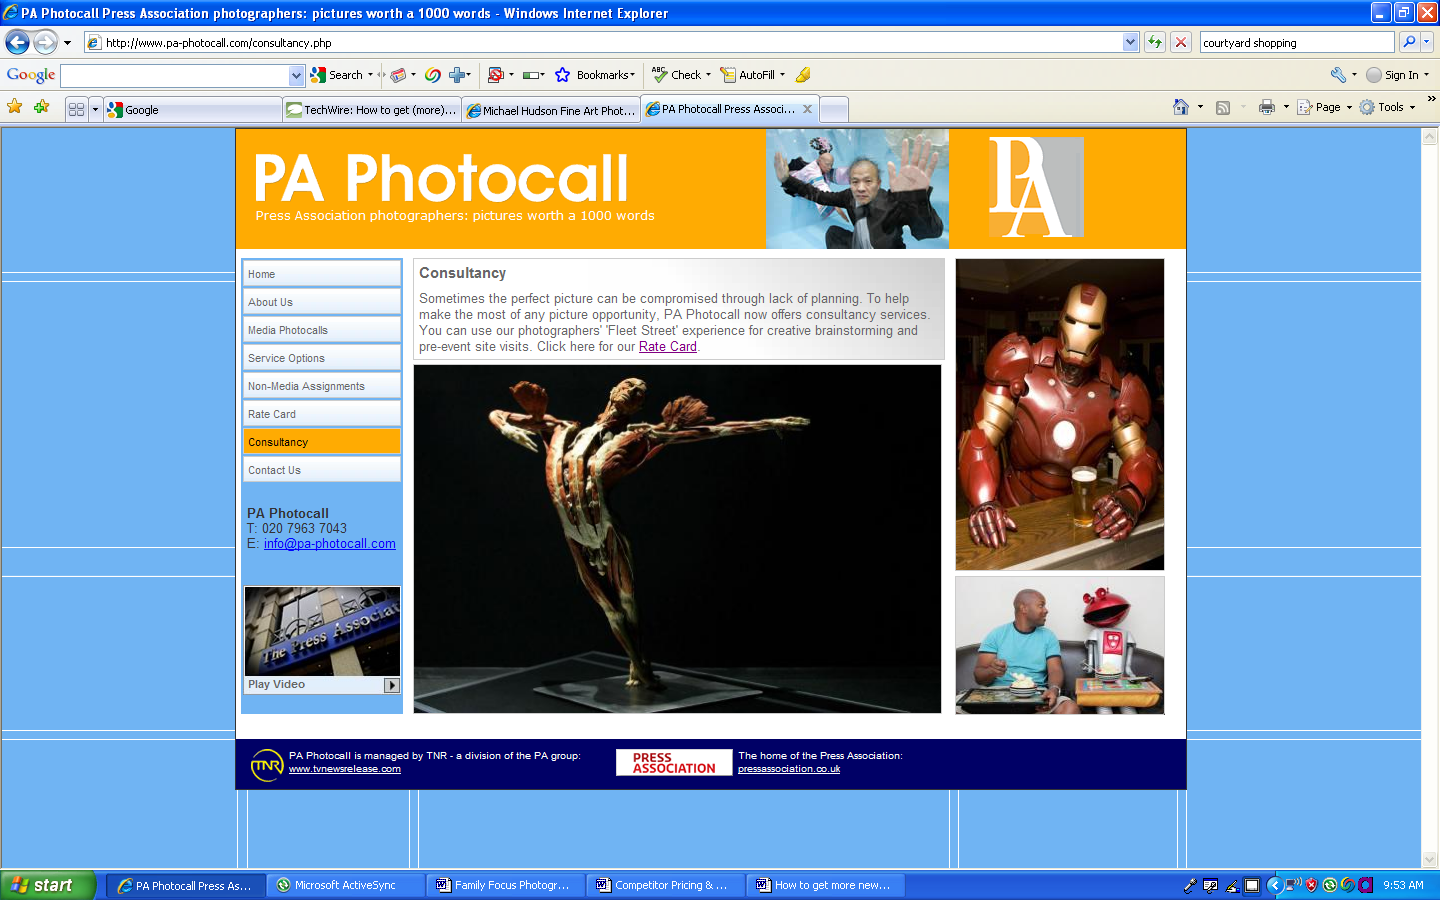 PA Photocall Press Association photographers: pictures worth a 1000 words - Windows Internet Explorer
http://www.pa-photocall.com/consultancy.php
courtyard shopping
Google
Search
Bookmarks
ABC
Check
AutoFill
Sign In
Google
TechWire: How to get (more)...
Michael Hudson Fine Art Phot...
PA Photocall Press Associ...
Page
Tools
PA Photocall
Press Association photographers: pictures worth a 1000 words
PA
Home
About Us
Media Photocalls
Service Options
Non-Media Assignments
Rate Card
Consultancy
Contact Us
PA Photocall
T: 020 7963 7043
E: info@pa-photocall.com
The Press Associat
Play Video
Consultancy
Sometimes the perfect picture can be compromised through lack of planning. To help
make the most of any picture opportunity, PA Photocall now offers consultancy services.
You can use our photographers' 'Fleet Street' experience for creative brainstorming and
pre-event site visits. Click here for our Rate Card.
TNR
PA Photocall is managed by TNR - a division of the PA group:
www.tvnewsrelease.com
PRESS
ASSOCIATION
The home of the Press Association:
pressassociation.co.uk
start
PA Photocall Press As...
Microsoft ActiveSync
Family Focus Photogr...
Competitor Pricing & ...
How to get more new...
9:53 AM